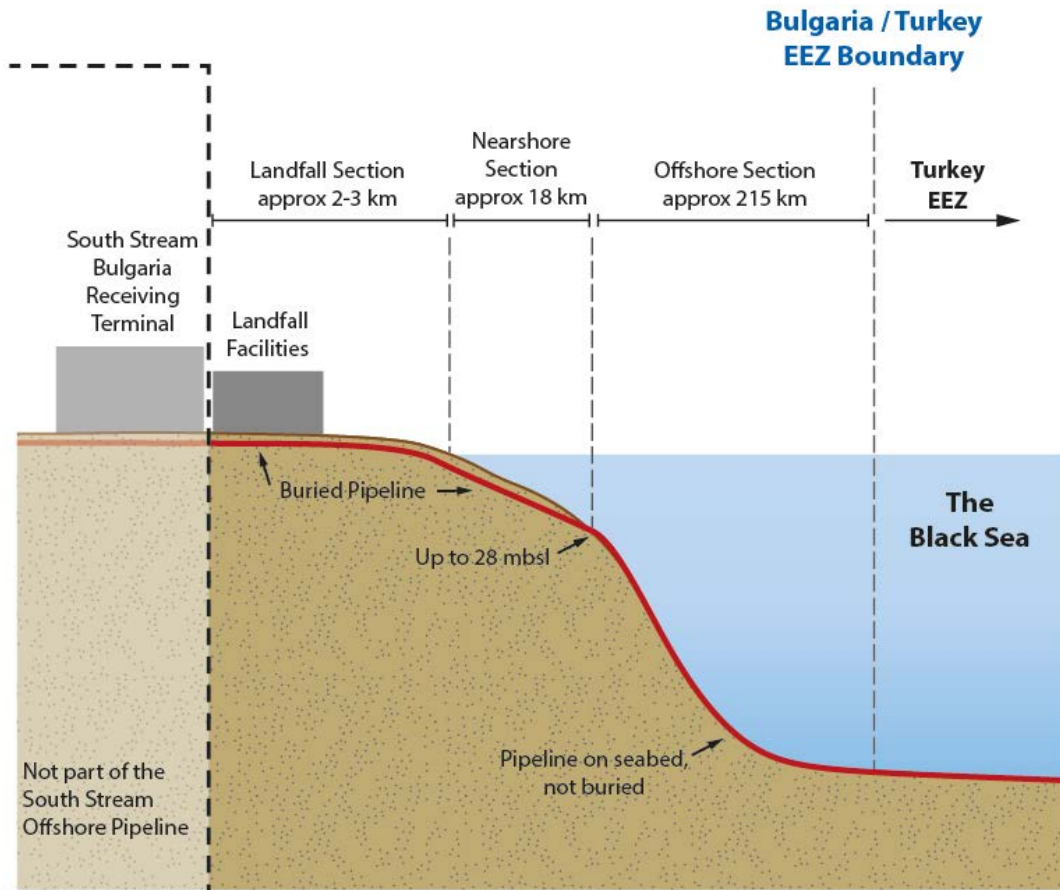 Bulgaria / Turkey
EEZ Boundary
Landfall Section
approx 2-3 km
Nearshore
Section
approx 18 km
Offshore Section
approx 215 km
Turkey
EEZ
South Stream
Bulgaria
Receiving
Terminal
Landfall
Facilities
Buried Pipeline
Up to 28 mbsl
The
Black Sea
Pipeline on seabed,
not buried
Not part of the
South Stream
Offshore Pipeline